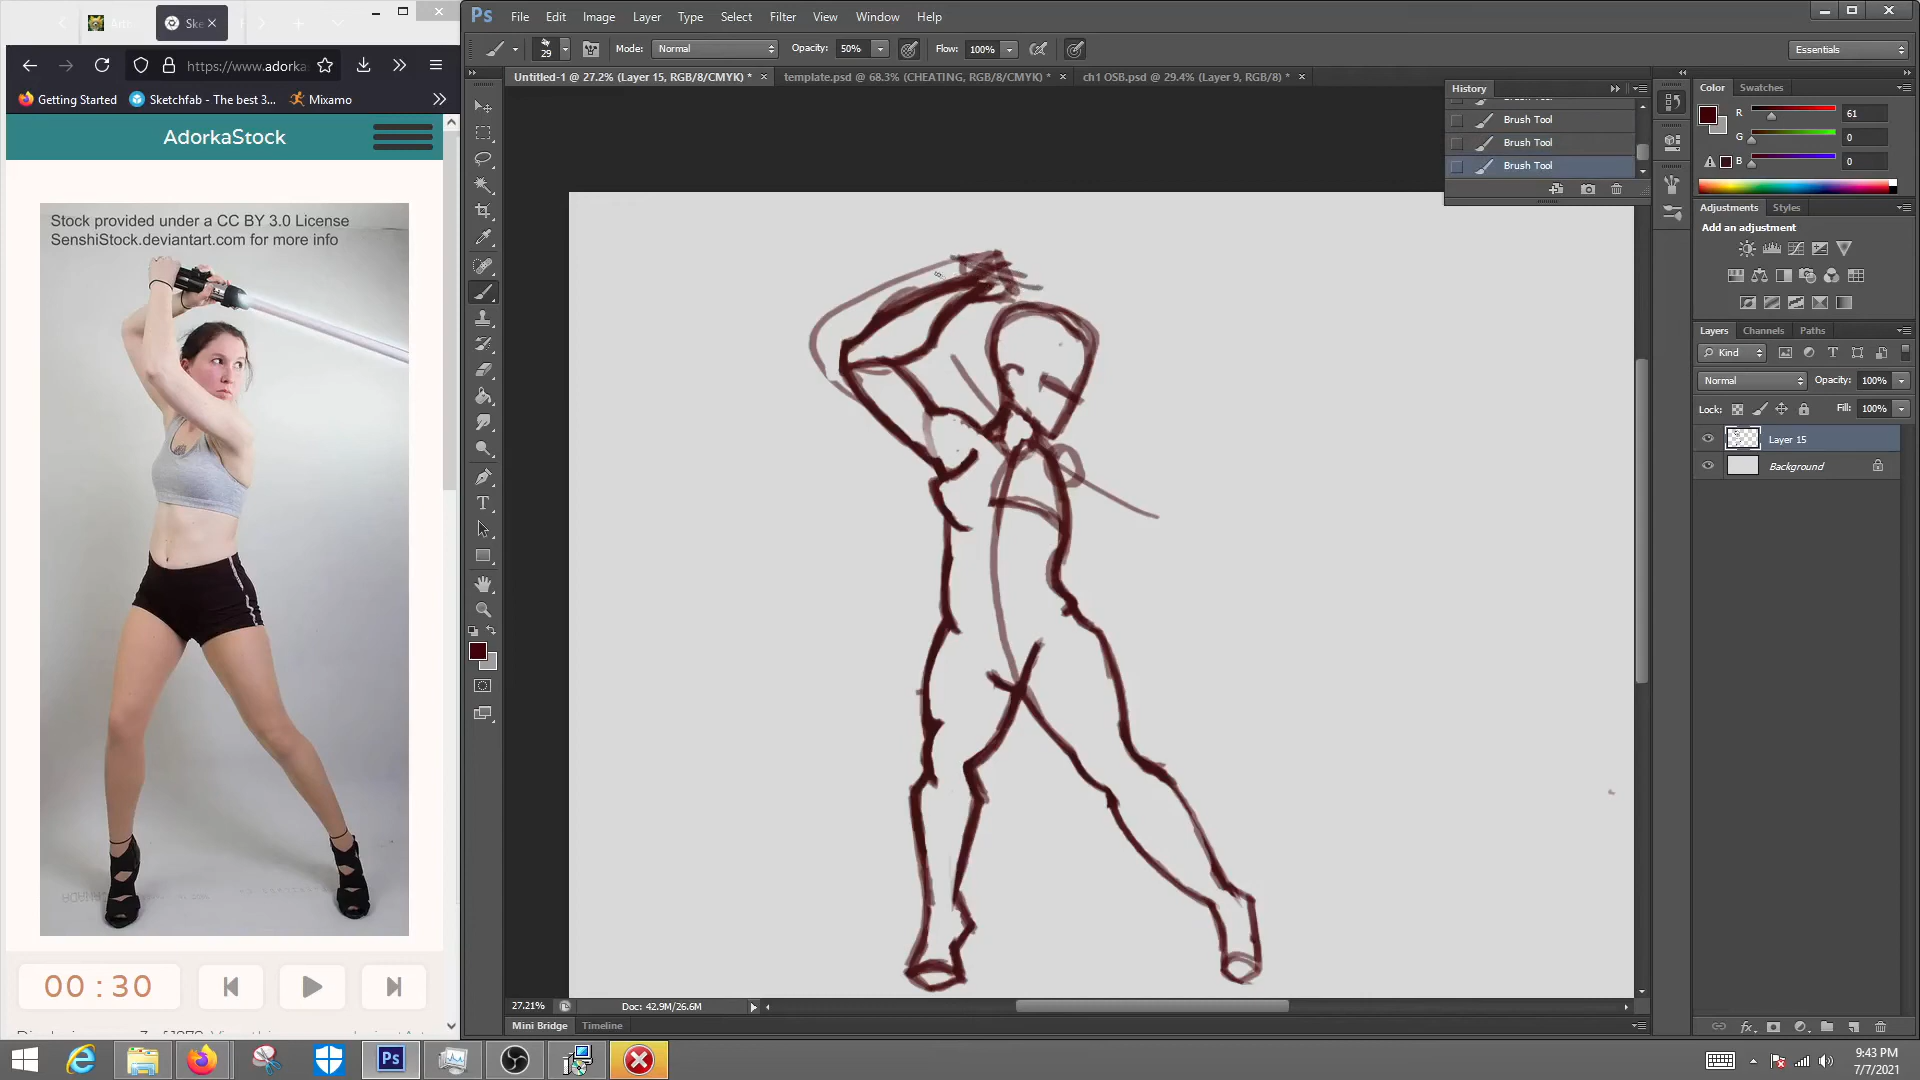 Ske
https://www.adorka
Getting Started
Sketchfab - The best 3...
Mixamo
AdorkaStock
Stock provided under a CC BY 3.0 License
SenshiStock.deviantart.com for more info
00:30
Ps
File
Edit
Image
Layer
Type
Select
Filter
View
Window
Help
29
Mode:
Normal
Opacity:
50%
Flow:
100%
Essentials
Untitled-1 @ 27.2% (Layer 15, RGB/8/CMYK) *
template.psd @ 68.3% (CHEATING, RGB/8/CMYK) *
ch1 OSB.psd @ 29.4% (Layer 9, RGB/8) *
History
Brush Tool
Brush Tool
Brush Tool
Brush Tool
Color
Swatches
R
61
G
0
B
0
Adjustments
Styles
Add an adjustment
Layers
Channels
Paths
Kind
Normal
Opacity:
100%
Lock:
Fill:
100%
Layer 15
Background
27.21%
Doc: 42.9M/26.6M
Mini Bridge
Timeline
Ps
9:43 PM
7/7/2021